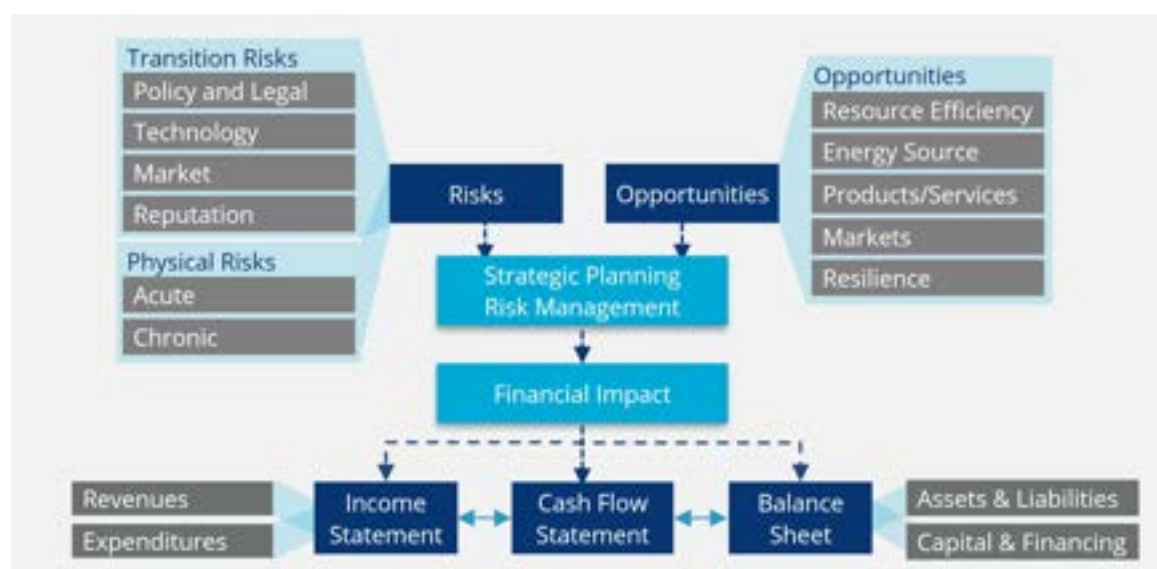 Transition Risks
Policy and Legal
Technology
Market
Reputation
Physical Risks
Acute
Chronic
Risks
Opportunities
Opportunities
Resource Efficiency
Energy Source
Products/Services
Markets
Resilience
Strategic Planning
Risk Management
Financial Impact
Revenues
Expenditures
Income
Statement
Cash Flow
Statement
Balance
Sheet
Assets & Liabilities
Capital & Financing